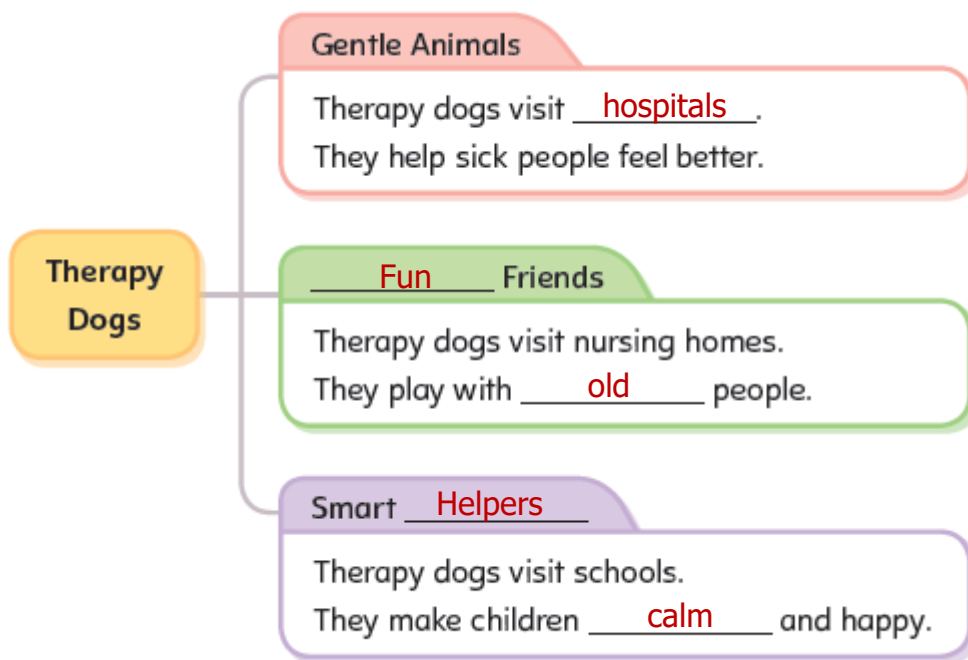 Gentle Animals
Therapy dogs visit hospitals.
They help sick people feel better.
Therapy
Dogs
Fun Friends
Therapy dogs visit nursing homes.
They play with old people.
Smart Helpers
Therapy dogs visit schools.
They make children calm and happy.